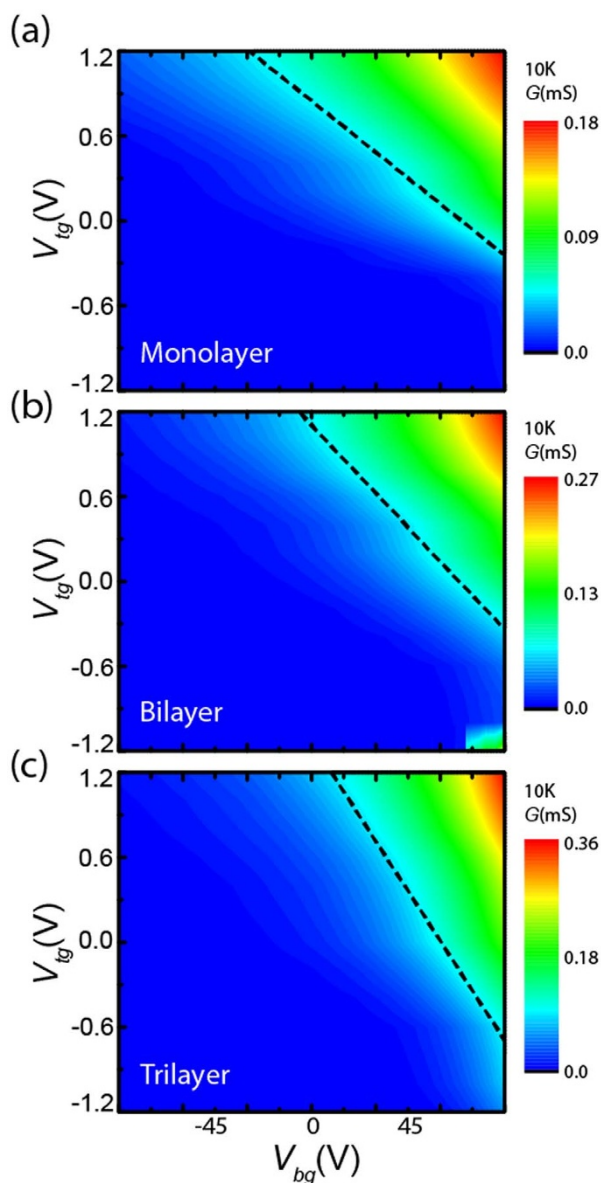 (a)
1.2
0.6
0.0
-0.6
-1.2
V_tg(V)
Monolayer
10K
G(mS)
0.18
0.09
0.0
(b)
1.2
0.6
0.0
-0.6
-1.2
V_tg(V)
Bilayer
10K
G(mS)
0.27
0.13
0.0
(c)
1.2
0.6
0.0
-0.6
-1.2
V_tg(V)
Trilayer
10K
G(mS)
0.36
0.18
0.0
-45 0 45
V_bg(V)